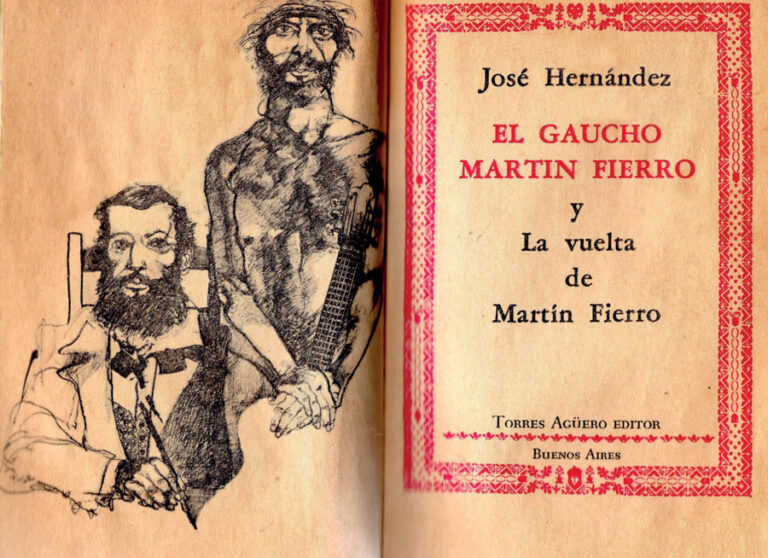 José Hernández
EL GAUCHO
MARTIN FIERRO
y
La vuelta
de
Martín Fierro
TORRES AGÜERO EDITOR
BUENOS AIRES